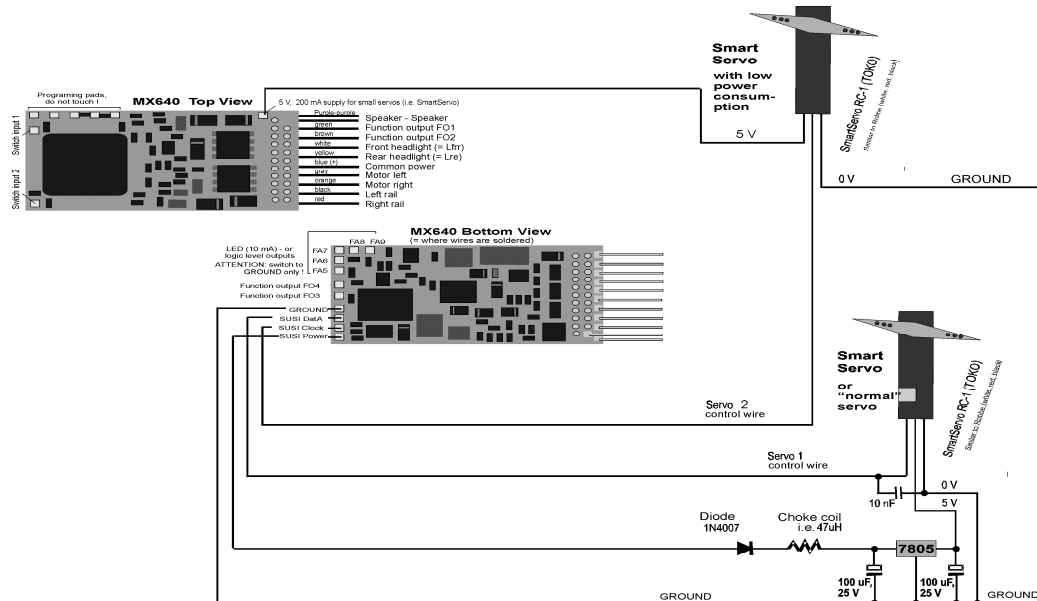 Smart
Servo
with low
power
consum-
ption
SmartServo RC-1 (TOKO)
Similar to Robbe (white, red, black)
5 V
0 V
GROUND
Programing pads,
do not touch !
MX640 Top View
5 V, 200 mA supply for small servos (i.e. SmartServo)
Switch input 1
Switch input 2
Purple-purple
Speaker - Speaker
green
Function output FO1
brown
Function output FO2
white
Front headlight (= Lfrr)
yellow
Rear headlight (= Lre)
blue (+)
Common power
gray
Motor left
orange
Motor right
black
Left rail
red
Right rail
MX640 Bottom View
(= where wires are soldered)
FA8 FA9
LED (10 mA) - or
logic level outputs
ATTENTION: switch to
GROUND only !
FA7
FA6
FA5
Function output FO4
Function output FO3
GROUND
SUSI DatA
SUSI Clock
SUSI Power
Smart
Servo
or
"normal"
servo
SmartServo RC-1 (TOKO)
Similar to Robbe (white, red, black)
Servo 2
control wire
Servo 1
control wire
10 nF
0 V
5 V
Diode
1N4007
Choke coil
i.e. 47uH
7805
100 uF,
25 V
100 uF,
25 V
GROUND
GROUND